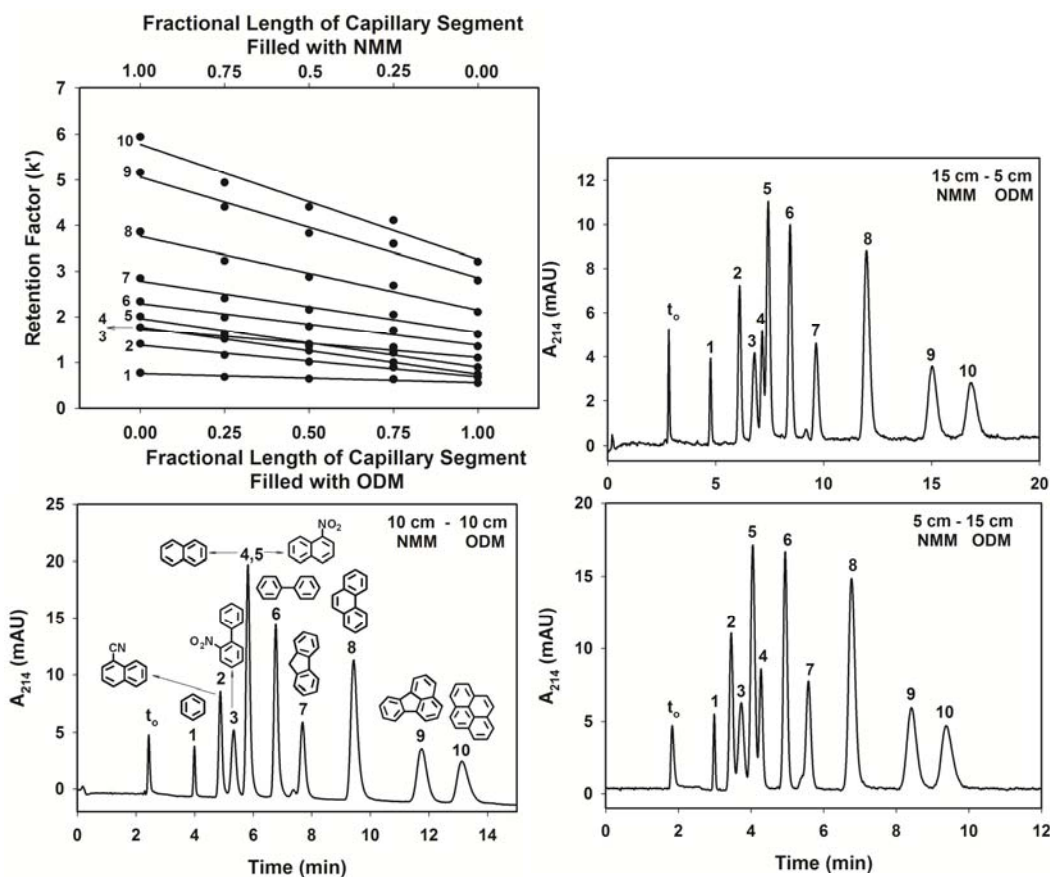 Fractional Length of Capillary Segment
Filled with NMM
1.00 0.75 0.5 0.25 0.00
Retention Factor (k')
7
6
5
4
3
2
1
0
10
9
8
7
6
5
4
3
2
1
0.00 0.25 0.50 0.75 1.00
Fractional Length of Capillary Segment
Filled with ODM
15 cm - 5 cm
NMM ODM
A214 (mAU)
12
10
8
6
4
2
0
to 1 2 3 4 5 6 7 8 9 10
0 5 10 15 20
10 cm - 10 cm
NMM ODM
A214 (mAU)
25
20
15
10
5
0
to 1 2 3 4,5 6 7 8 9 10
CN
O2N
NO2
0 2 4 6 8 10 12 14
Time (min)
5 cm - 15 cm
NMM ODM
A214 (mAU)
20
15
10
5
0
to 1 2 3 4 5 6 7 8 9 10
0 2 4 6 8 10 12
Time (min)